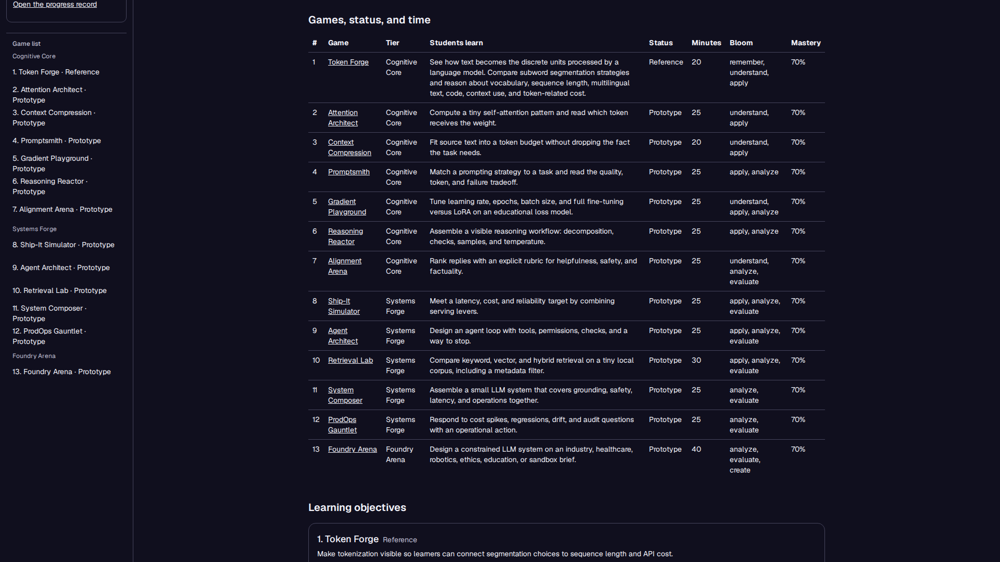 Open the progress record
Game list
Cognitive Core
1. Token Forge · Reference
2. Attention Architect ·
Prototype
3. Context Compression ·
Prototype
4. Promptsmith · Prototype
5. Gradient Playground ·
Prototype
6. Reasoning Reactor ·
Prototype
7. Alignment Arena · Prototype
Systems Forge
8. Ship-It Simulator · Prototype
9. Agent Architect · Prototype
10. Retrieval Lab · Prototype
11. System Composer ·
Prototype
12. ProdOps Gauntlet ·
Prototype
Foundry Arena
13. Foundry Arena · Prototype
Games, status, and time
# Game Tier Students learn Status Minutes Bloom Mastery
1 Token Forge Cognitive See how text becomes the discrete units processed by a Reference 20 remember, 70%
Core language model. Compare subword segmentation strategies understand,
and reason about vocabulary, sequence length, multilingual apply
text, code, context use, and token-related cost.
2 Attention Cognitive Compute a tiny self-attention pattern and read which token Prototype 25 understand, 70%
Architect Core receives the weight. apply
3 Context Cognitive Fit source text into a token budget without dropping the fact Prototype 20 understand, 70%
Compression Core the task needs. apply
4 Promptsmith Cognitive Match a prompting strategy to a task and read the quality, Prototype 25 apply, analyze 70%
Core token, and failure tradeoff.
5 Gradient Cognitive Tune learning rate, epochs, batch size, and full fine-tuning Prototype 25 understand, 70%
Playground Core versus LoRA on an educational loss model. apply, analyze
6 Reasoning Cognitive Assemble a visible reasoning workflow: decomposition, Prototype 25 apply, analyze 70%
Reactor Core checks, samples, and temperature.
7 Alignment Cognitive Rank replies with an explicit rubric for helpfulness, safety, and Prototype 25 understand, 70%
Arena Core factuality. analyze,
evaluate
8 Ship-It Systems Meet a latency, cost, and reliability target by combining Prototype 25 apply, analyze, 70%
Simulator Forge serving levers. evaluate
9 Agent Systems Design an agent loop with tools, permissions, checks, and a Prototype 25 apply, analyze, 70%
Architect Forge way to stop. evaluate
10 Retrieval Lab Systems Compare keyword, vector, and hybrid retrieval on a tiny local Prototype 30 apply, analyze, 70%
Forge corpus, including a metadata filter. evaluate
11 System Systems Assemble a small LLM system that covers grounding, safety, Prototype 25 analyze, 70%
Composer Forge latency, and operations together. evaluate
12 ProdOps Systems Respond to cost spikes, regressions, drift, and audit questions Prototype 25 analyze, 70%
Gauntlet Forge with an operational action. evaluate
13 Foundry Arena Foundry Design a constrained LLM system on an industry, healthcare, Prototype 40 analyze, 70%
Arena robotics, ethics, education, or sandbox brief. evaluate,
create
Learning objectives
1. Token Forge Reference
Make tokenization visible so learners can connect segmentation choices to sequence length and API cost.